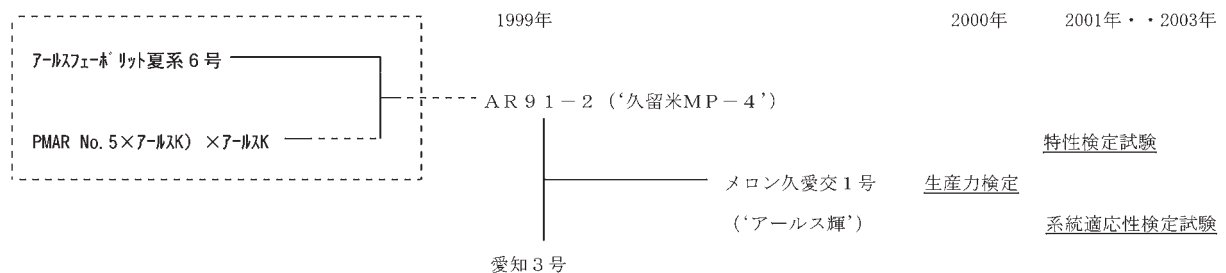 1999年 2000年 2001年・・2003年
アールスフェーボリット夏系6号
AR91-2 (‘久留米MP-4’)
PMAR No.5×アールスK) ×アールスK
特性検定試験
メロン久愛交1号 生産力検定
(‘アールス輝’) 系統適応性検定試験
愛知3号